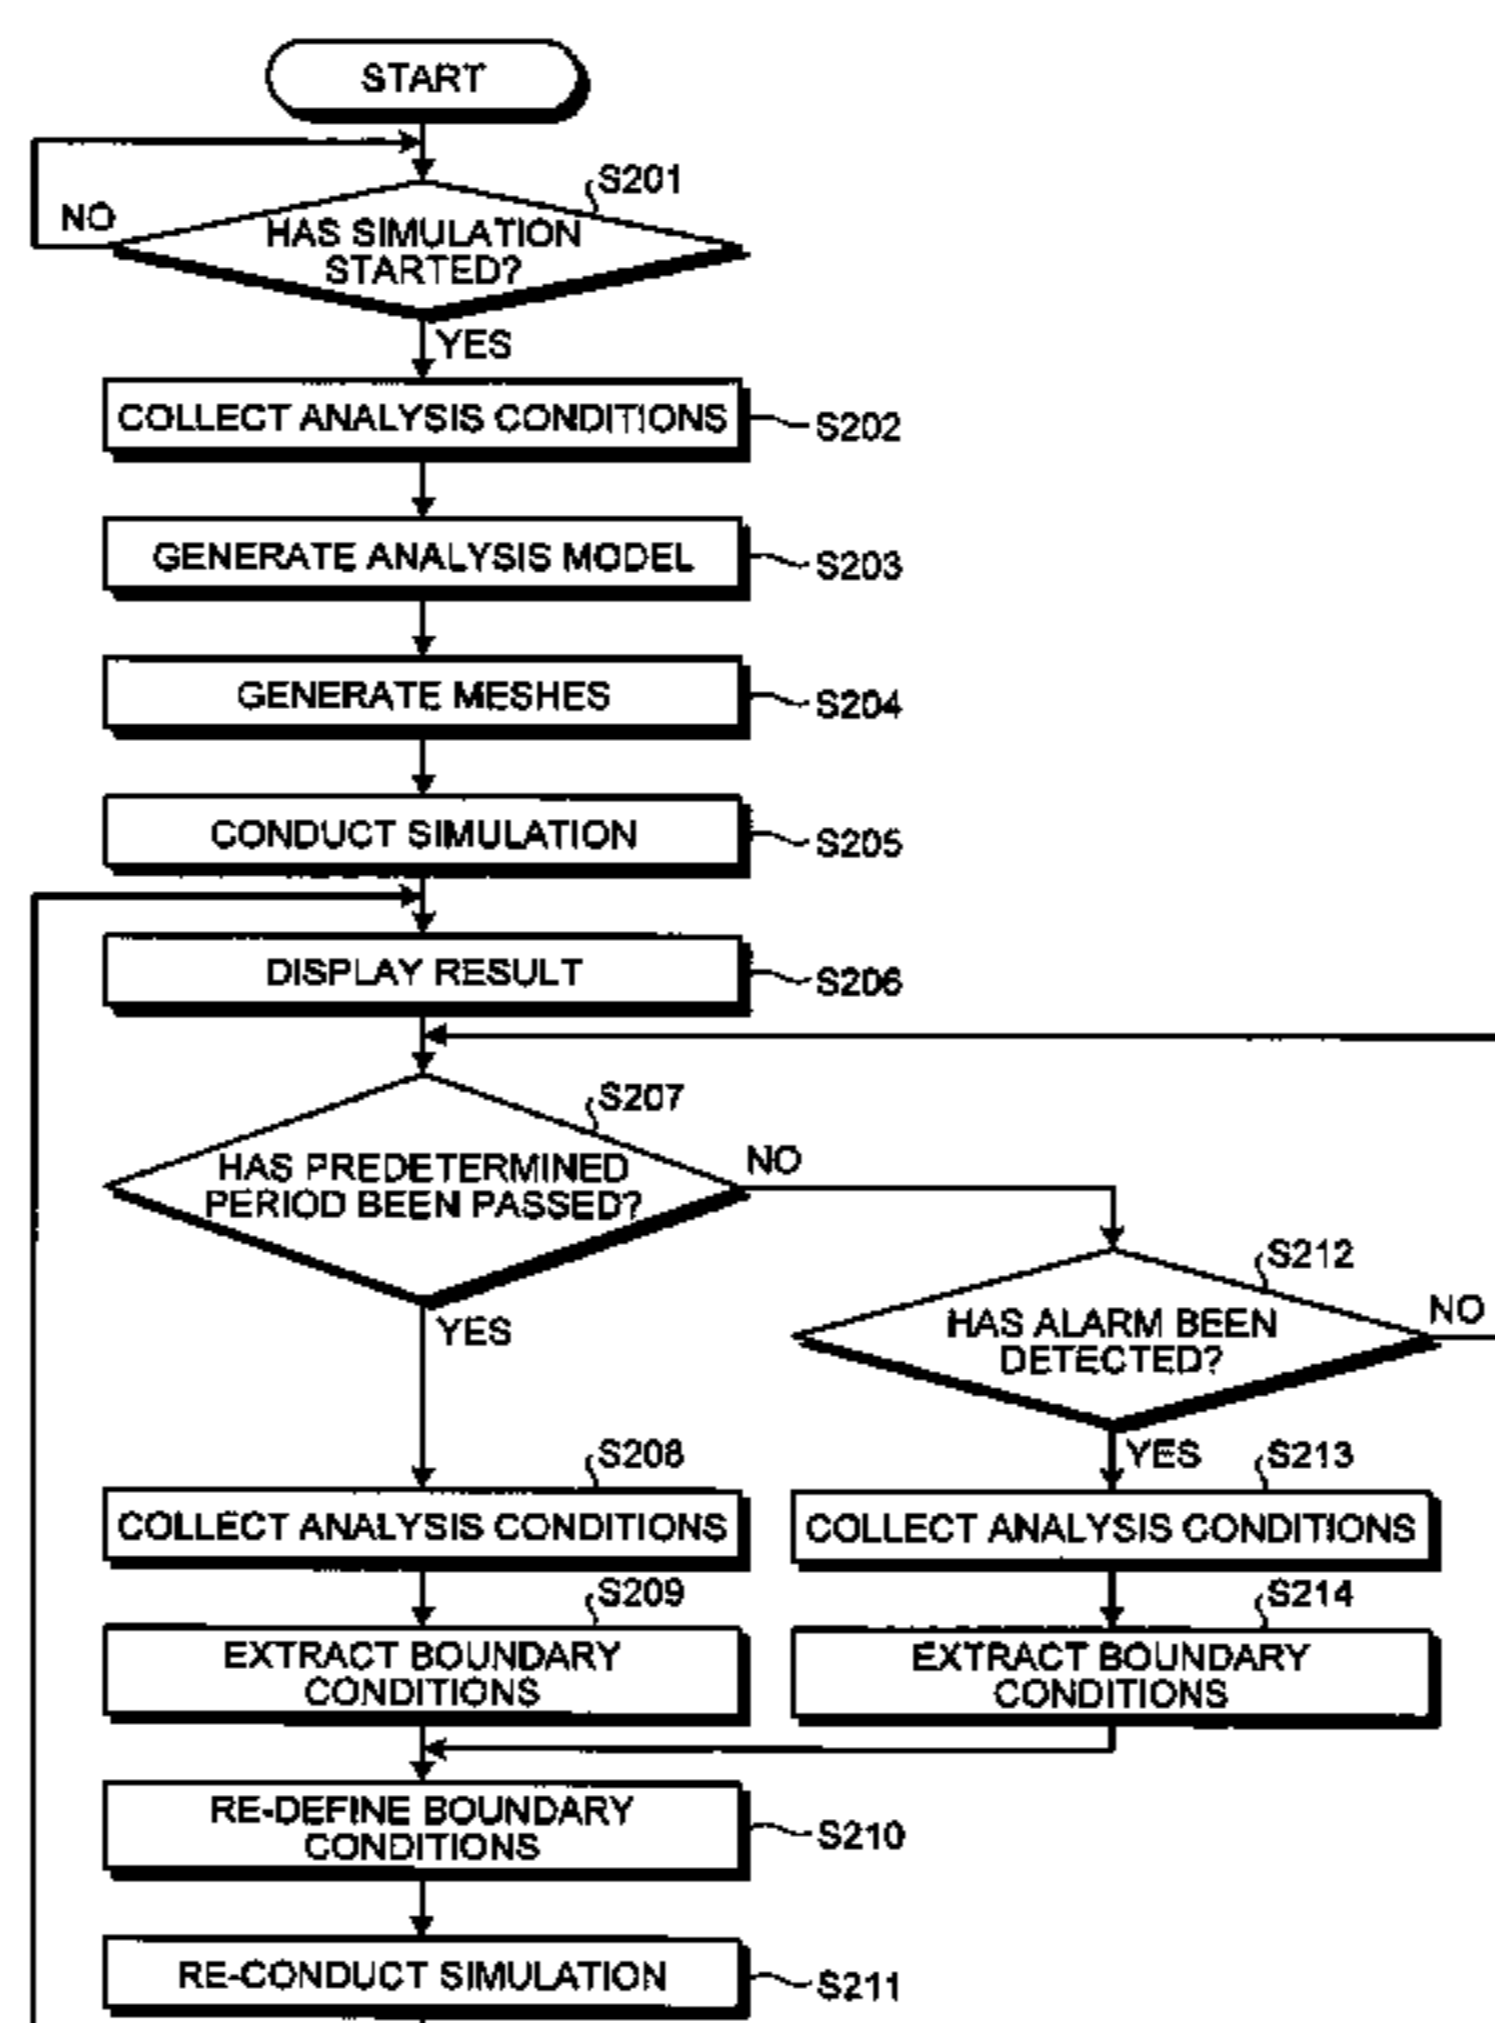 START
S201
NO
HAS SIMULATION
STARTED?
YES
COLLECT ANALYSIS CONDITIONS
S202
GENERATE ANALYSIS MODEL
S203
GENERATE MESHES
S204
CONDUCT SIMULATION
S205
DISPLAY RESULT
S206
S207
HAS PREDETERMINED
PERIOD BEEN PASSED?
NO
YES
S212
HAS ALARM BEEN
DETECTED?
NO
YES
S208
COLLECT ANALYSIS CONDITIONS
S213
COLLECT ANALYSIS CONDITIONS
S209
EXTRACT BOUNDARY
CONDITIONS
S214
EXTRACT BOUNDARY
CONDITIONS
RE-DEFINE BOUNDARY
CONDITIONS
S210
RE-CONDUCT SIMULATION
S211